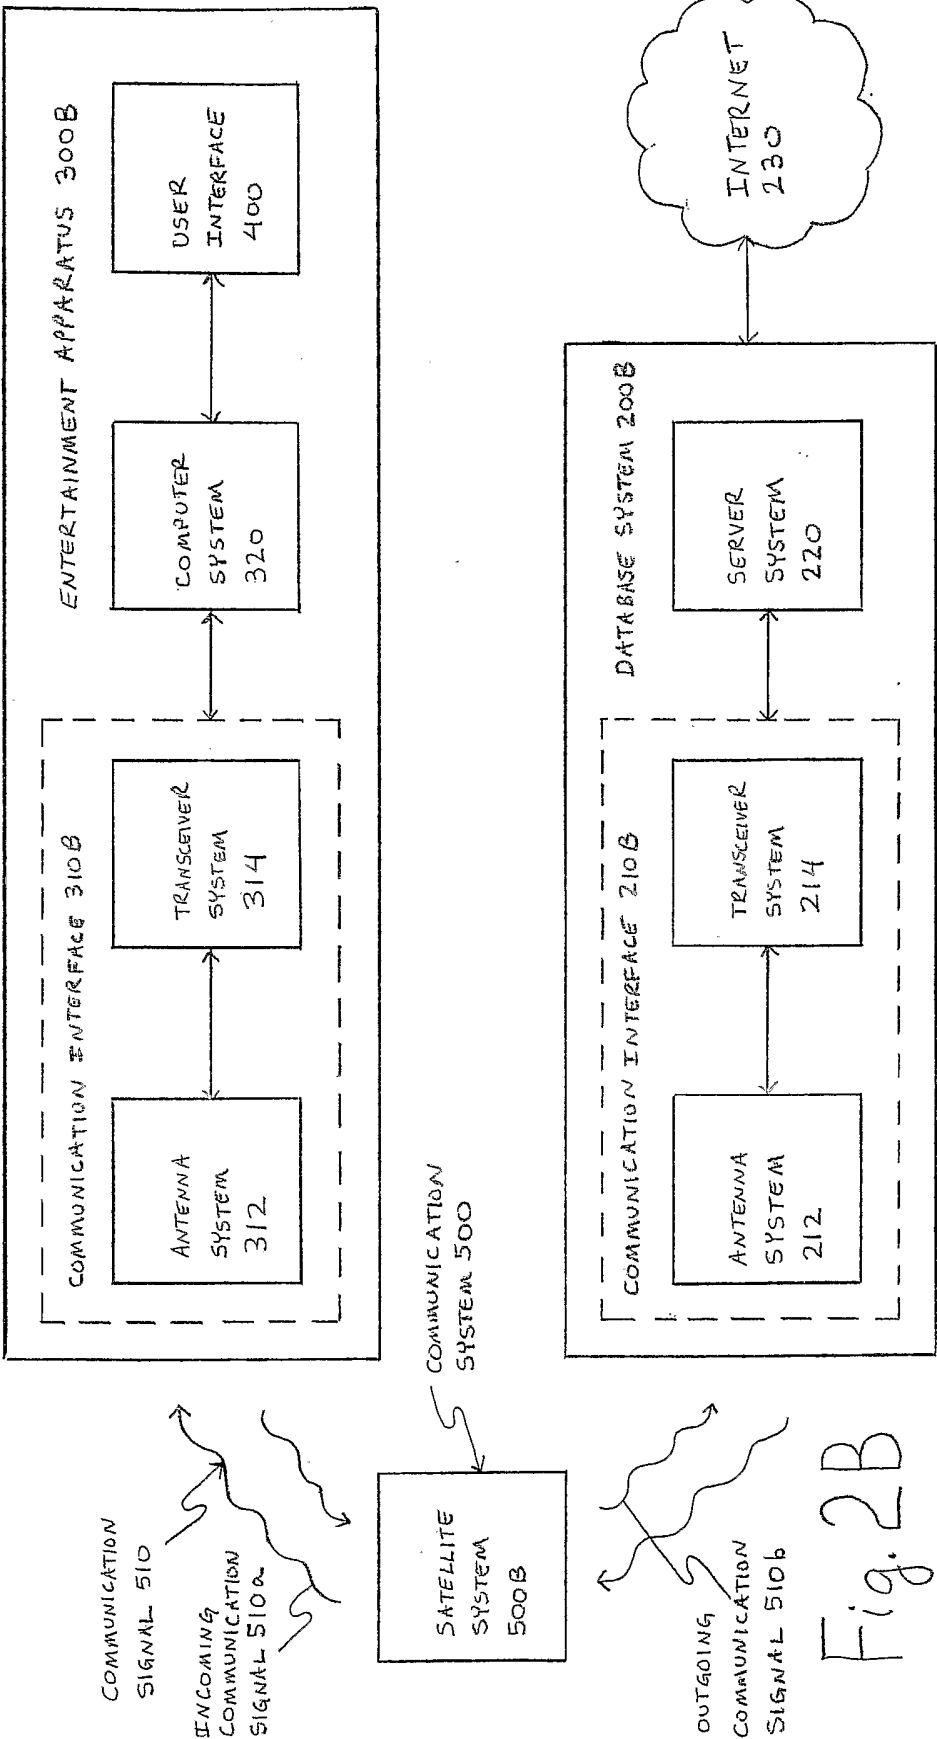 COMMUNICATION
SIGNAL 510
INCOMING
COMMUNICATION
SIGNAL 510a
ENTERTAINMENT APPARATUS 300B
COMMUNICATION INTERFACE 310B
ANTENNA
SYSTEM
312
TRANSCEIVER
SYSTEM
314
COMPUTER
SYSTEM
320
USER
INTERFACE
400
SATELLITE
SYSTEM
500B
COMMUNICATION
SYSTEM 500
OUTGOING
COMMUNICATION
SIGNAL 510b
DATABASE SYSTEM 200B
COMMUNICATION INTERFACE 210B
ANTENNA
SYSTEM
212
TRANSCEIVER
SYSTEM
214
SERVER
SYSTEM
220
INTERNET
230
Fig. 2B